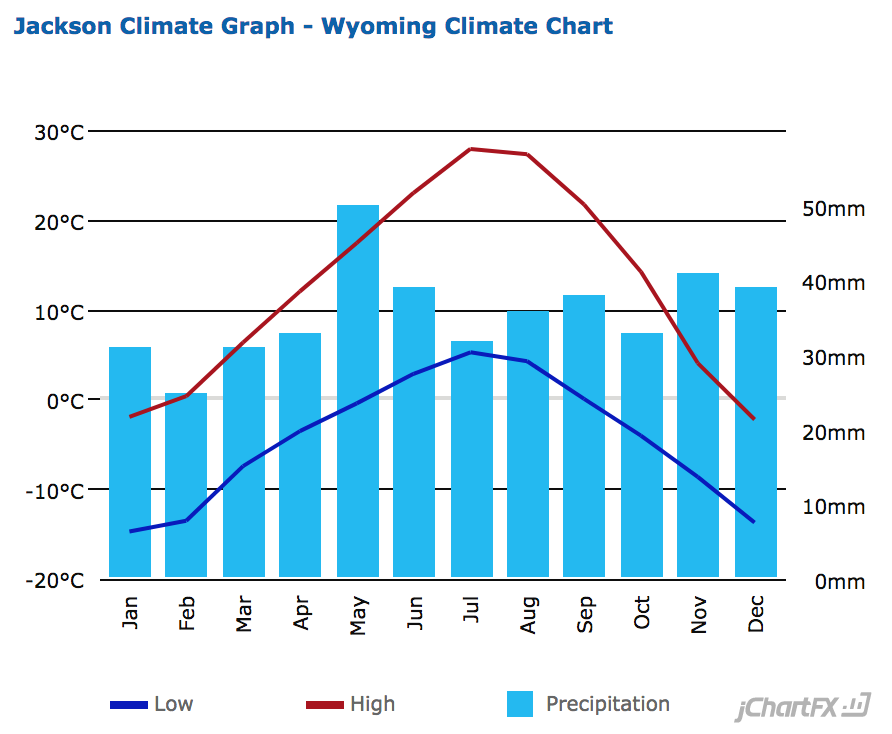 Jackson Climate Graph - Wyoming Climate Chart
30°C
20°C
10°C
0°C
-10°C
-20°C
50mm
40mm
30mm
20mm
10mm
0mm
Jan Feb Mar Apr May Jun Jul Aug Sep Oct Nov Dec
Low High Precipitation
jChartFX